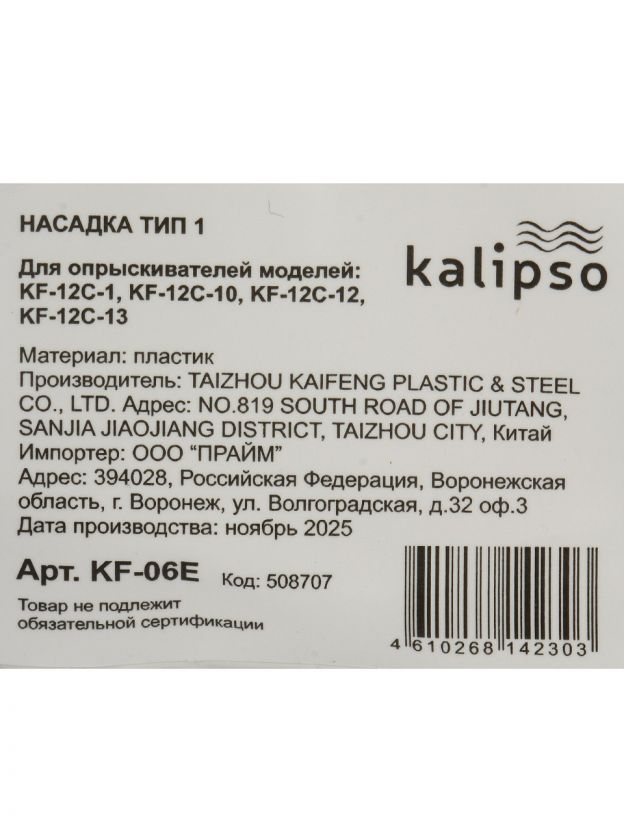 НАСАДКА ТИП 1
kalipso
Для опрыскивателей моделей:
KF-12C-1, KF-12C-10, KF-12C-12,
KF-12C-13
Материал: пластик
Производитель: TAIZHOU KAIFENG PLASTIC & STEEL
CO., LTD. Адрес: NO.819 SOUTH ROAD OF JIUTANG,
SANJIA JIAOJIANG DISTRICT, TAIZHOU CITY, Китай
Импортер: ООО “ПРАЙМ”
Адрес: 394028, Российская Федерация, Воронежская
область, г. Воронеж, ул. Волгоградская, д.32 оф.3
Дата производства: ноябрь 2025
Арт. KF-06E Код: 508707
Товар не подлежит
обязательной сертификации
4 610268 142303